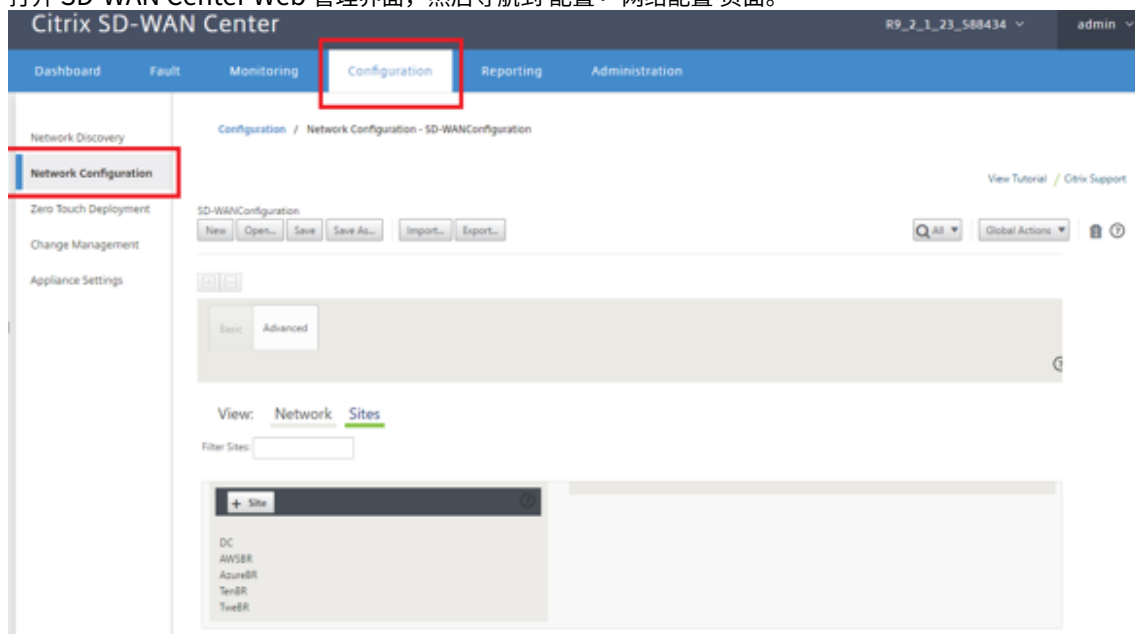 打开 SD-WAN Center Web 管理界面，然后导航到 配置 > 网络配置 页面。
Citrix SD-WAN Center R9_2_1_23_588434 admin
Dashboard Fault Monitoring Configuration Reporting Administration
Network Discovery
Configuration / Network Configuration - SD-WANConfiguration
Network Configuration
View Tutorial / Citrix Support
Zero Touch Deployment
SD-WANConfiguration
New Open... Save Save As... Import... Export... All Global Actions
Change Management
Appliance Settings
Basic Advanced
View: Network Sites
Filter Sites:
+ Site
DC
AWSBR
AzureBR
TenBR
TweBR